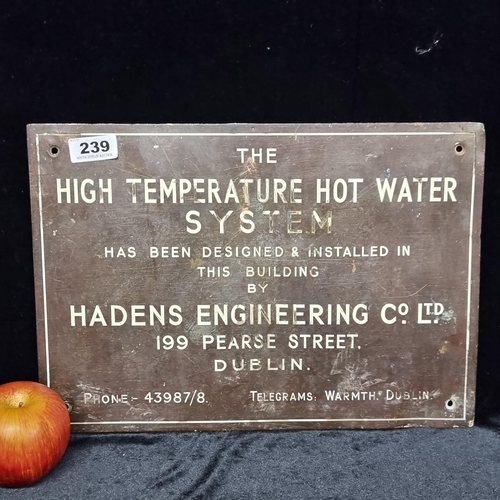 239
THE
HIGH TEMPERATURE HOT WATER
SYSTEM
HAS BEEN DESIGNED & INSTALLED IN
THIS BUILDING
BY
HADENS ENGINEERING Cº LTD.
199 PEARSE STREET,
DUBLIN.
PHONE:- 43987/8. TELEGRAMS: WARMTH, DUBLIN.